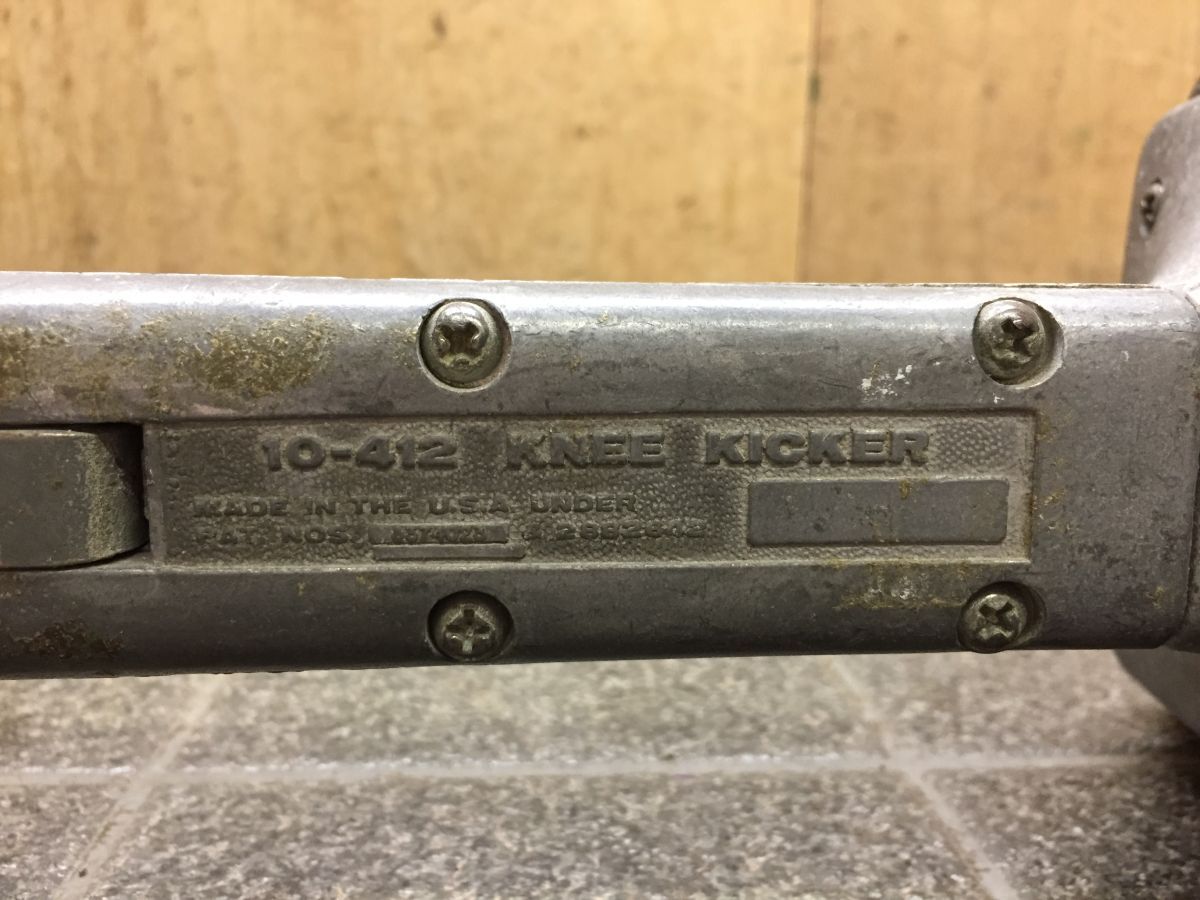 10-412 KNEE KICKER
MADE IN THE U.S.A. UNDER
PAT. NOS.